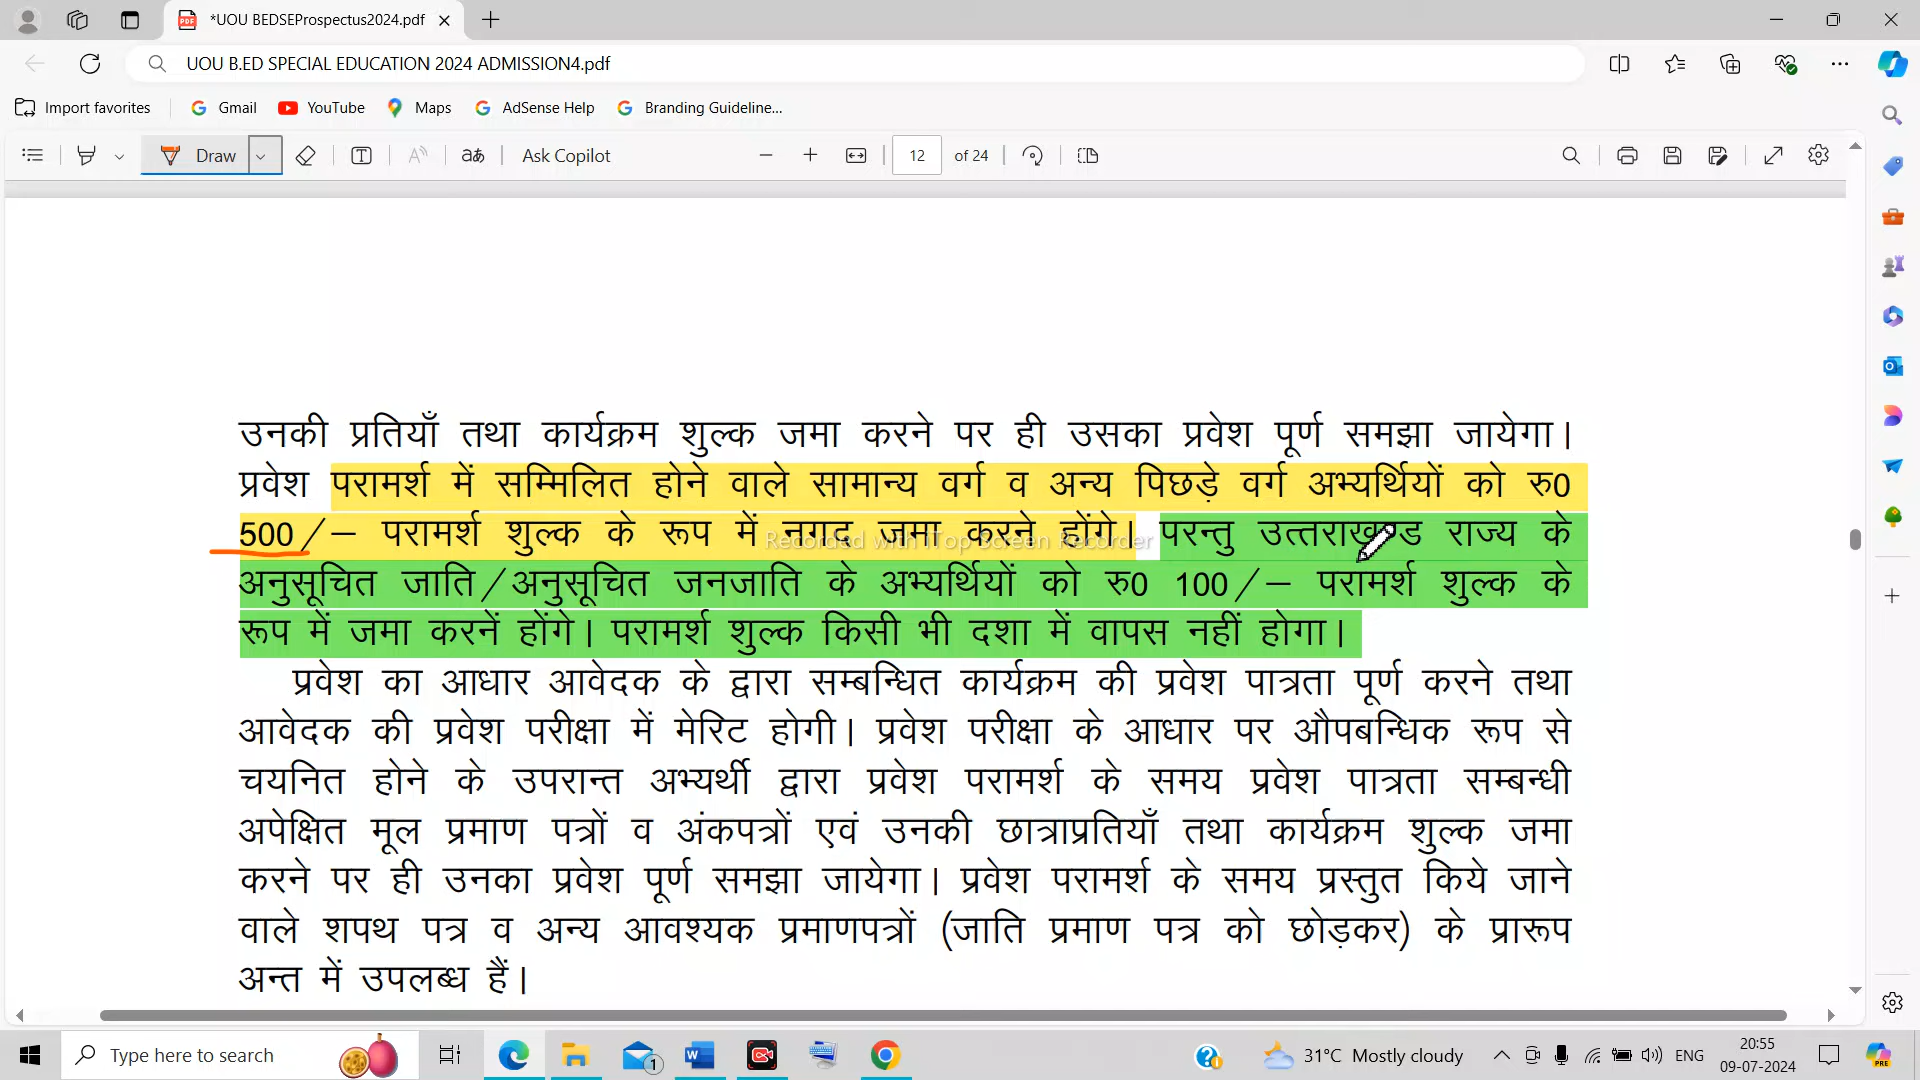 *UOU BEDSEProspectus2024.pdf
UOU B.ED SPECIAL EDUCATION 2024 ADMISSION4.pdf
Import favorites Gmail YouTube Maps AdSense Help Branding Guideline...
Draw aあ Ask Copilot 12 of 24
उनकी प्रतियाँ तथा कार्यक्रम शुल्क जमा करने पर ही उसका प्रवेश पूर्ण समझा जायेगा।
प्रवेश परामर्श में सम्मिलित होने वाले सामान्य वर्ग व अन्य पिछड़े वर्ग अभ्यर्थियों को रु0
500/– परामर्श शुल्क के रूप में नगद जमा करने होंगे। परन्तु उत्तराखण्ड राज्य के
Recorded with iTop Screen Recorder
अनुसूचित जाति/अनुसूचित जनजाति के अभ्यर्थियों को रु0 100/– परामर्श शुल्क के
रूप में जमा करनें होंगे। परामर्श शुल्क किसी भी दशा में वापस नहीं होगा।
प्रवेश का आधार आवेदक के द्वारा सम्बन्धित कार्यक्रम की प्रवेश पात्रता पूर्ण करने तथा
आवेदक की प्रवेश परीक्षा में मेरिट होगी। प्रवेश परीक्षा के आधार पर औपबन्धिक रूप से
चयनित होने के उपरान्त अभ्यर्थी द्वारा प्रवेश परामर्श के समय प्रवेश पात्रता सम्बन्धी
अपेक्षित मूल प्रमाण पत्रों व अंकपत्रों एवं उनकी छात्राप्रतियाँ तथा कार्यक्रम शुल्क जमा
करने पर ही उनका प्रवेश पूर्ण समझा जायेगा। प्रवेश परामर्श के समय प्रस्तुत किये जाने
वाले शपथ पत्र व अन्य आवश्यक प्रमाणपत्रों (जाति प्रमाण पत्र को छोड़कर) के प्रारूप
अन्त में उपलब्ध हैं।
Type here to search 1 31°C Mostly cloudy ENG 20:55
09-07-2024